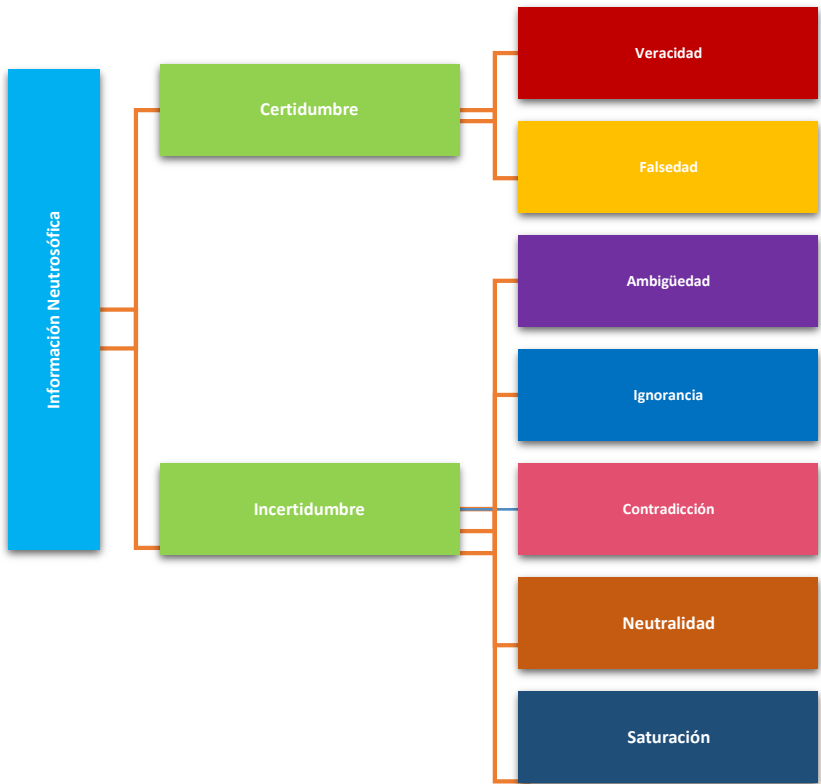 Información Neutrosófica
Certidumbre
Veracidad
Falsedad
Incertidumbre
Ambigüedad
Ignorancia
Contradicción
Neutralidad
Saturación